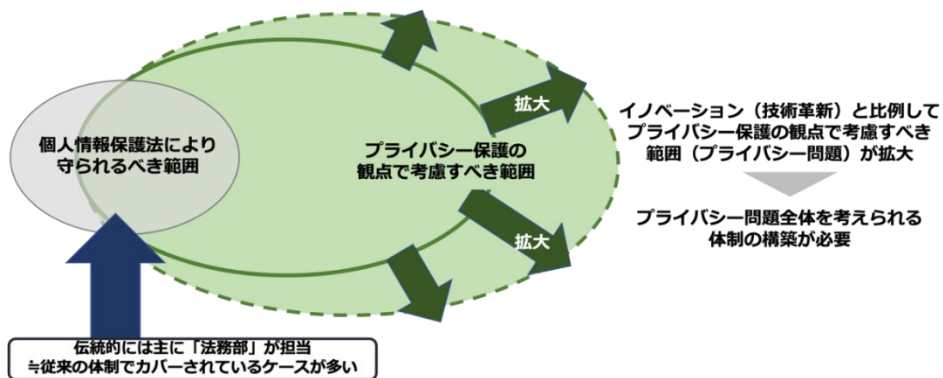 個人情報保護法により
守られるべき範囲
プライバシー保護の
観点で考慮すべき範囲
拡大
拡大
イノベーション（技術革新）と比例して
プライバシー保護の観点で考慮すべき
範囲（プライバシー問題）が拡大
プライバシー問題全体を考えられる
体制の構築が必要
伝統的には主に「法務部」が担当
≒従来の体制でカバーされているケースが多い